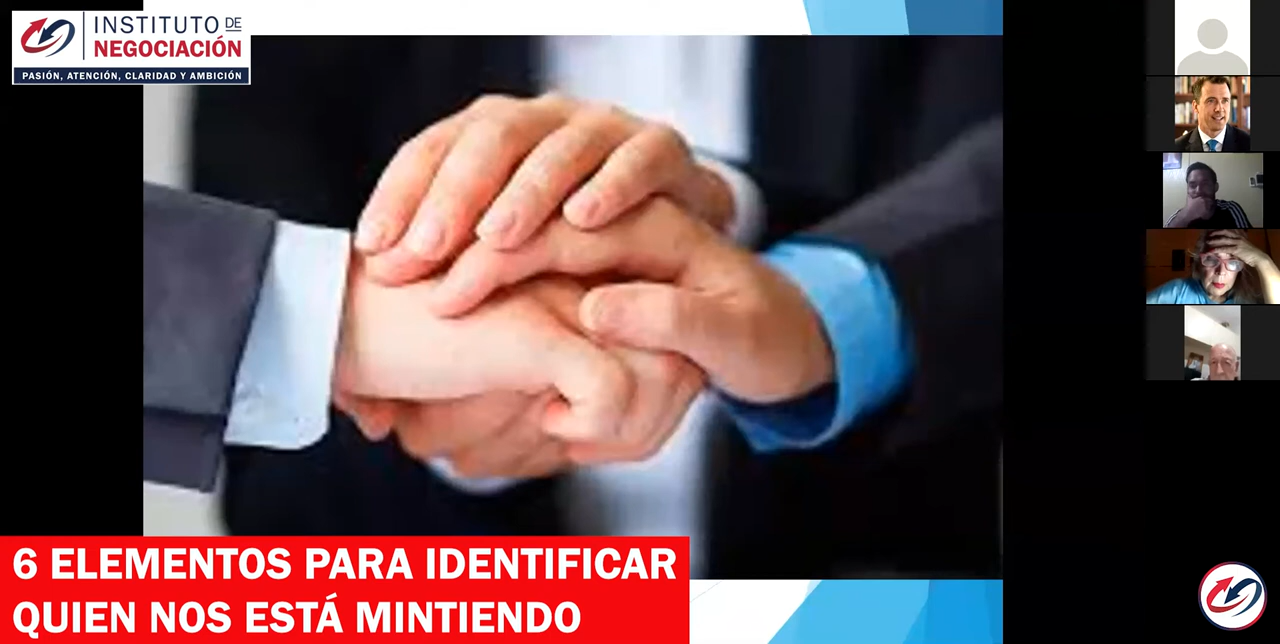 INSTITUTO DE
NEGOCIACIÓN
PASIÓN, ATENCIÓN, CLARIDAD Y AMBICIÓN
6 ELEMENTOS PARA IDENTIFICAR
QUIEN NOS ESTÁ MINTIENDO